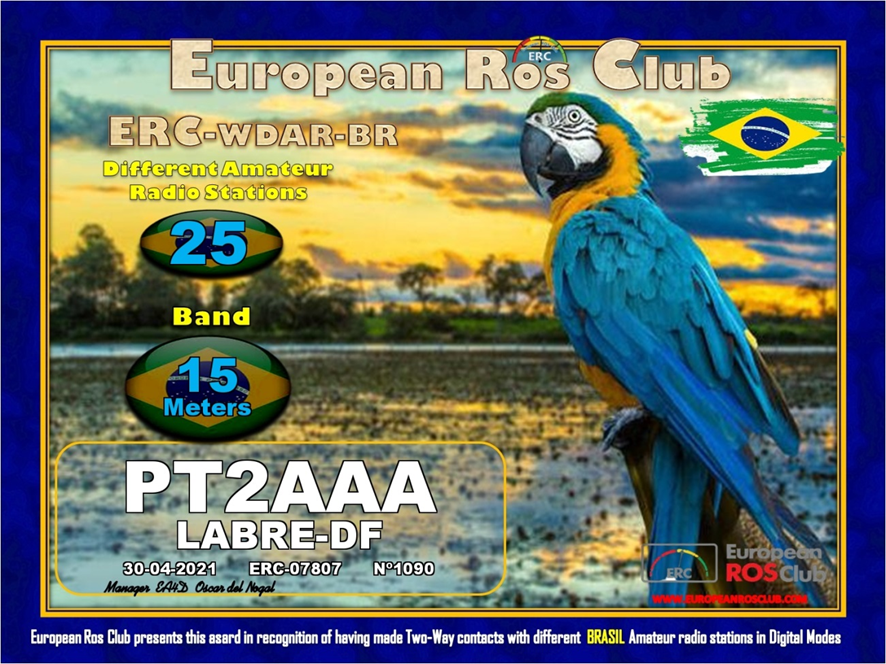 European Ros Club
ERC
ERC-WDAR-BR
Different Amateur
Radio Stations
25
Band
15
Meters
PT2AAA
LABRE-DF
30-04-2021 ERC-07807 Nº1090
Manager EA4D Oscar del Nogal
European
ERC ROSClub
WWW.EUROPEANROSCLUB.COM
European Ros Club presents this asard in recognition of having made Two-Way contacts with different BRASIL Amateur radio stations in Digital Modes